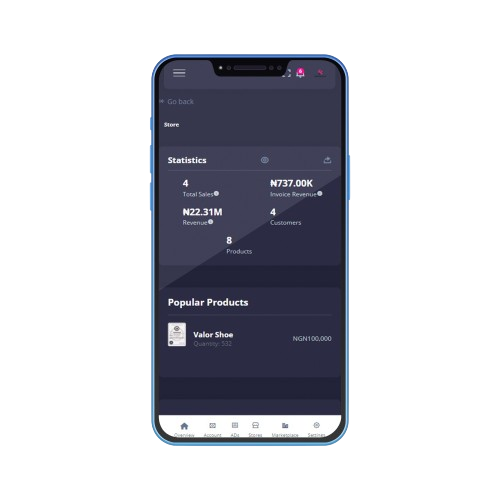 Go back
Store
Statistics
4
Total Sales
₦737.00K
Invoice Revenue
₦22.31M
Revenue
4
Customers
8
Products
Popular Products
Valor Shoe
Quantity: 532
NGN100,000
Overview Account ADs Stores Marketplace Settings